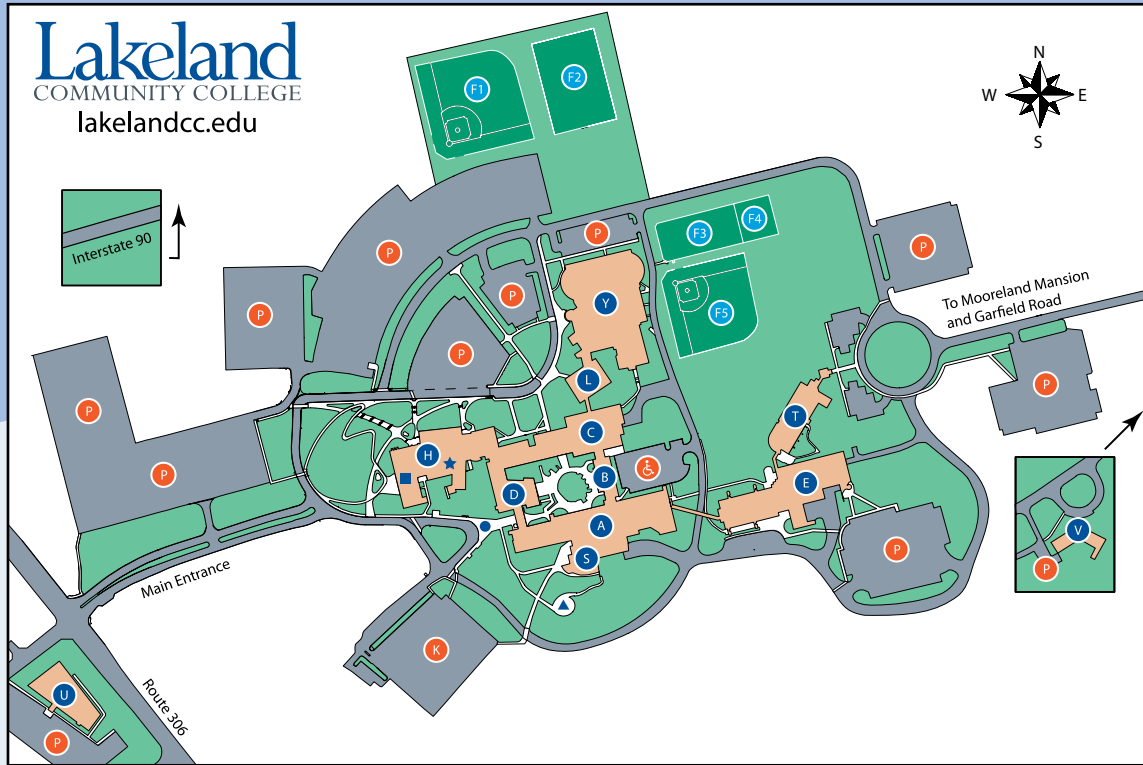 Lakeland
COMMUNITY COLLEGE
lakelandcc.edu
N
W
E
S
F1
F2
Interstate 90
P
P
F3
F4
P
P
P
Y
To Mooreland Mansion
and Garfield Road
F5
P
P
L
P
P
T
C
H
P
B
E
D
A
V
P
S
P
Main Entrance
K
U
Route 306
P